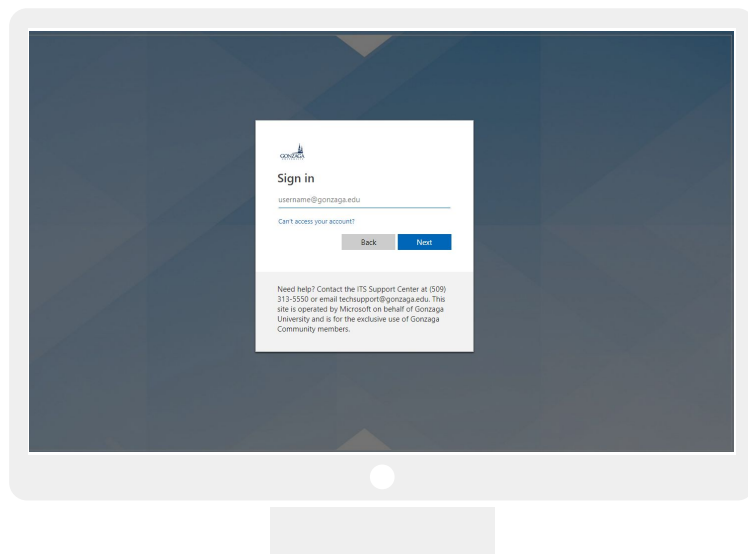 GONZAGA
Sign in
username@gonzaga.edu
Can't access your account?
Back
Next
Need help? Contact the ITS Support Center at (509)
313-5550 or email techsupport@gonzaga.edu. This
site is operated by Microsoft on behalf of Gonzaga
University and is for the exclusive use of Gonzaga
Community members.